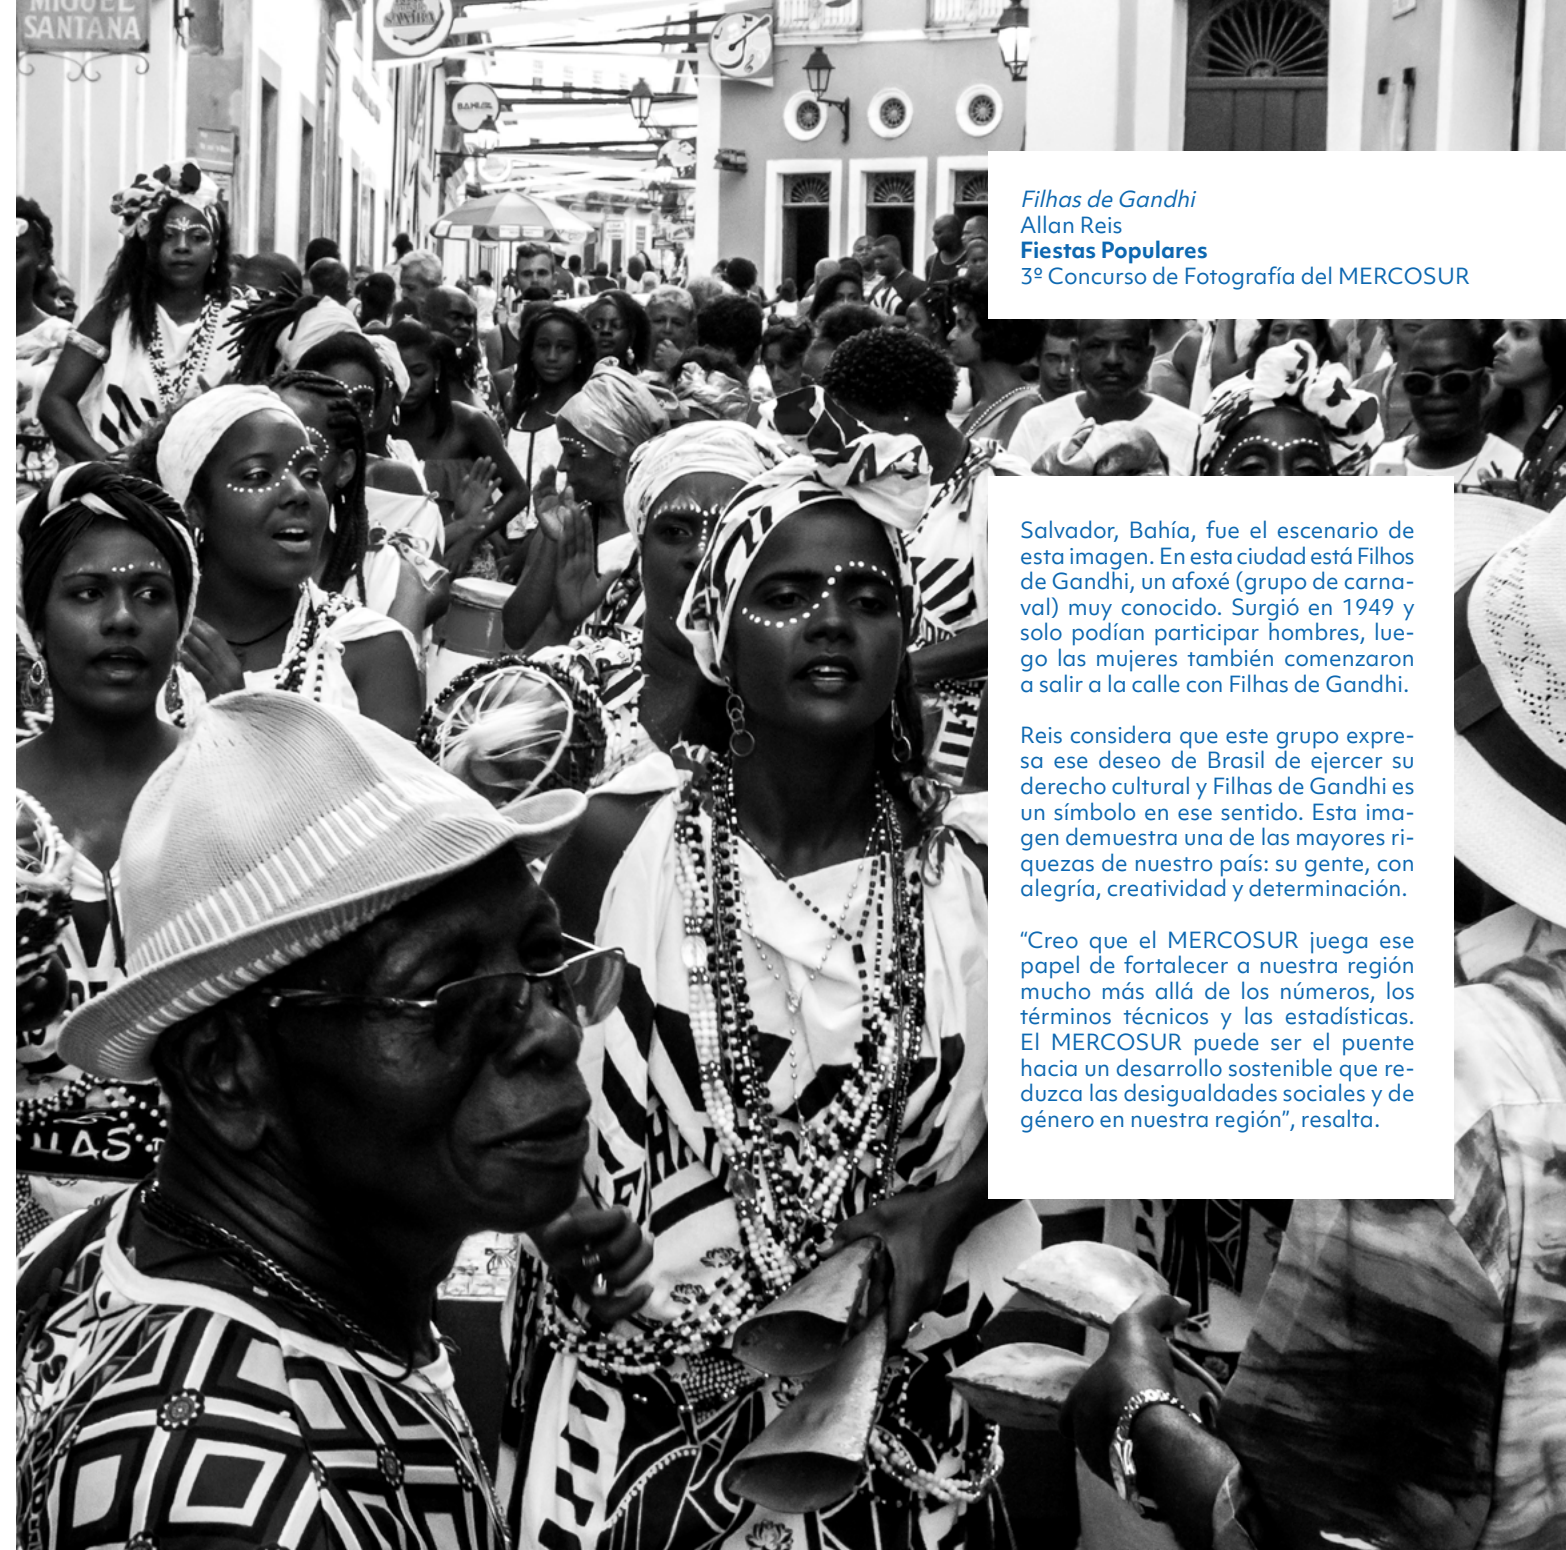 MIGUEL
SANTANA
Filhas de Gandhi
Allan Reis
Fiestas Populares
3º Concurso de Fotografía del MERCOSUR
Salvador, Bahía, fue el escenario de
esta imagen. En esta ciudad está Filhos
de Gandhi, un afoxé (grupo de carna-
val) muy conocido. Surgió en 1949 y
solo podían participar hombres, lue-
go las mujeres también comenzaron
a salir a la calle con Filhas de Gandhi.
Reis considera que este grupo expre-
sa ese deseo de Brasil de ejercer su
derecho cultural y Filhas de Gandhi es
un símbolo en ese sentido. Esta ima-
gen demuestra una de las mayores ri-
quezas de nuestro país: su gente, con
alegría, creatividad y determinación.
“Creo que el MERCOSUR juega ese
papel de fortalecer a nuestra región
mucho más allá de los números, los
términos técnicos y las estadísticas.
El MERCOSUR puede ser el puente
hacia un desarrollo sostenible que re-
duzca las desigualdades sociales y de
género en nuestra región”, resalta.